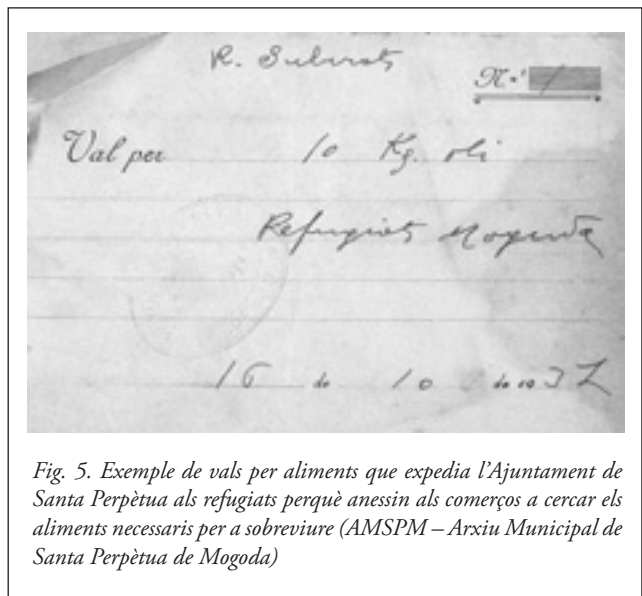 R. Subirats
N.º 1
Val per 10 Kg. oli
Refugiats Mogoda
16 de 10 de 193 7
Fig. 5. Exemple de vals per aliments que expedia l’Ajuntament de
Santa Perpètua als refugiats perquè anessin als comerços a cercar els
aliments necessaris per a sobreviure (AMSPM – Arxiu Municipal de
Santa Perpètua de Mogoda)